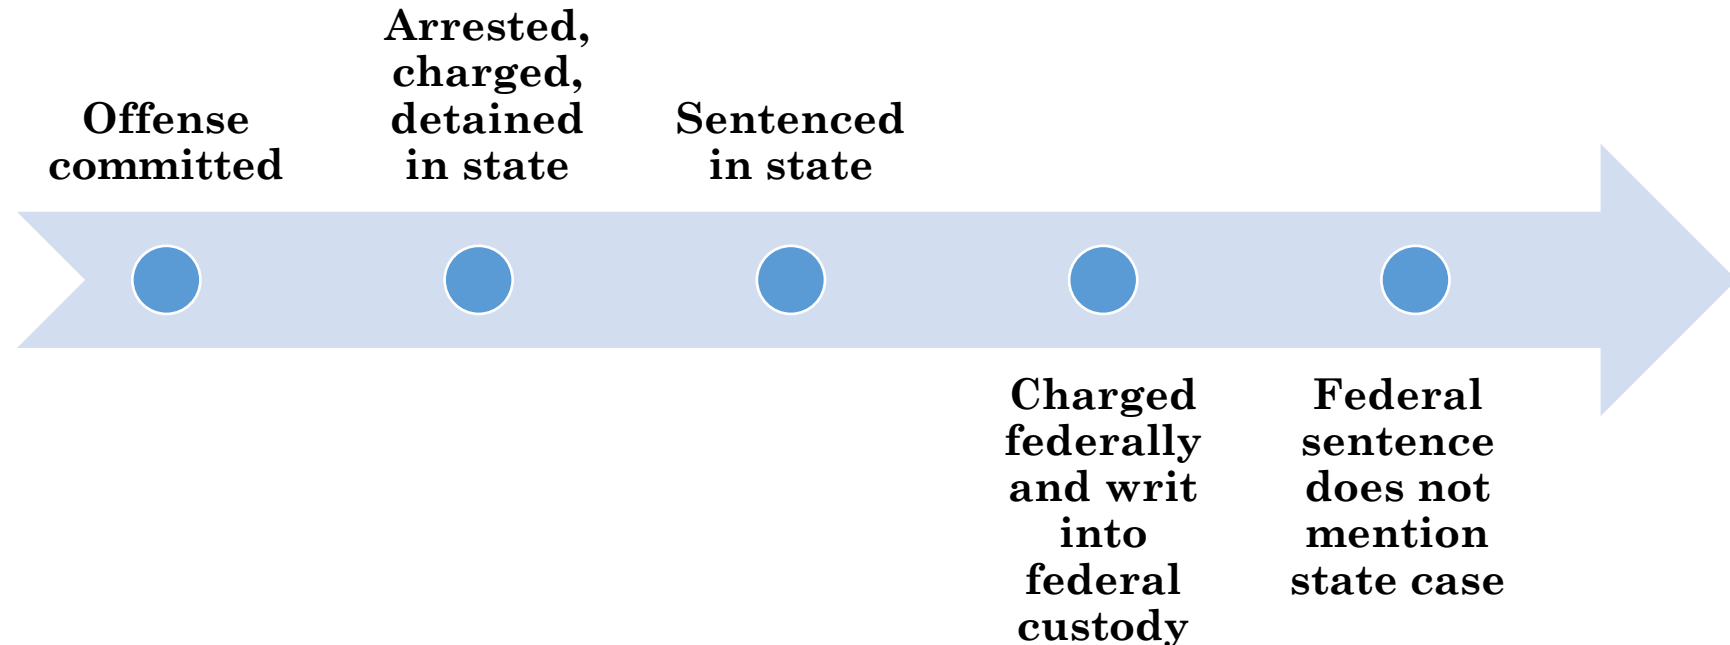 Offense
committed
Arrested,
charged,
detained
in state
Sentenced
in state
Charged
federally
and writ
into
federal
custody
Federal
sentence
does not
mention
state case